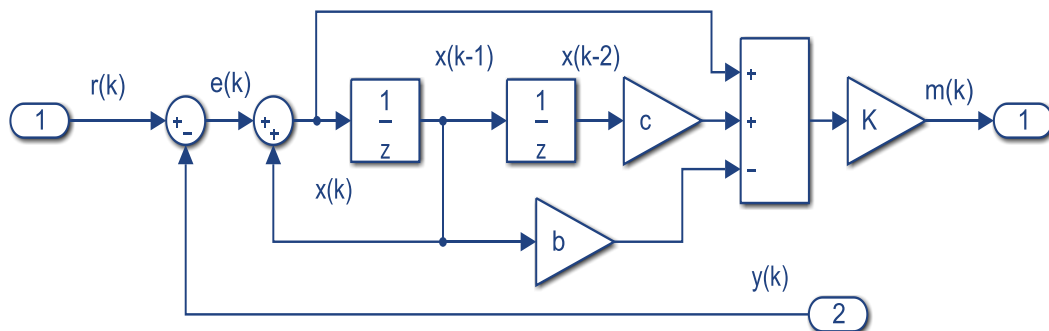 x(k-1)
x(k-2)
r(k)
e(k)
m(k)
1
+
-
+
+
1
z
1
z
c
+
+
-
K
1
x(k)
b
y(k)
2